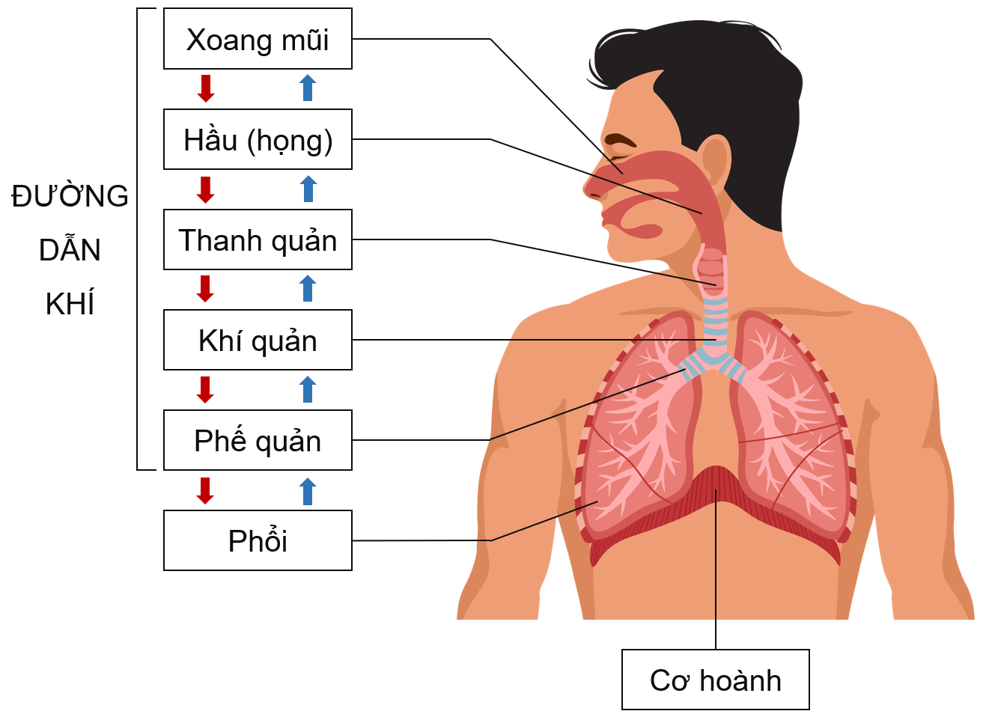 ĐƯỜNG
DẪN
KHÍ
Xoang mũi
Hầu (họng)
Thanh quản
Khí quản
Phế quản
Phổi
Cơ hoành